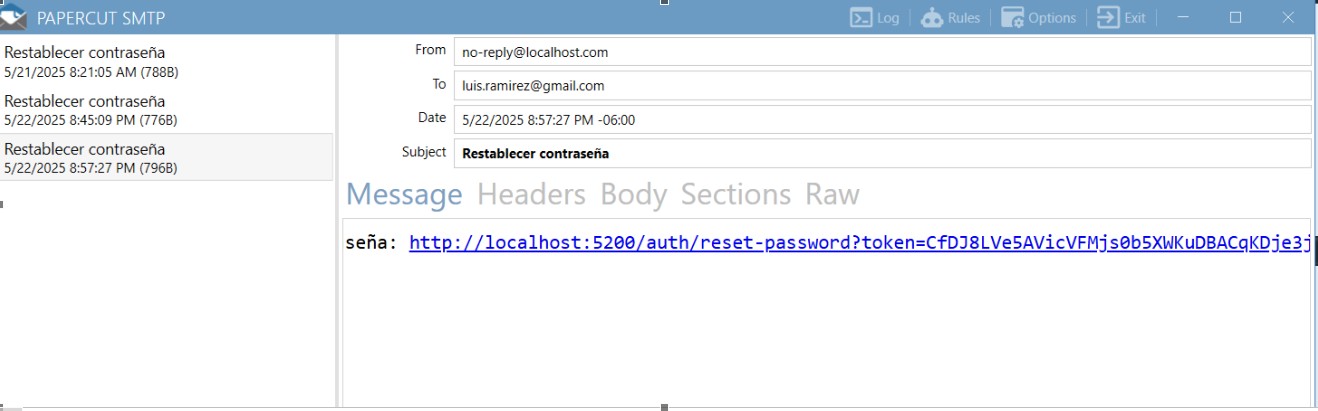 PAPERCUT SMTP
Log
Rules
Options
Exit
Restablecer contraseña
5/21/2025 8:21:05 AM (788B)
Restablecer contraseña
5/22/2025 8:45:09 PM (776B)
Restablecer contraseña
5/22/2025 8:57:27 PM (796B)
From no-reply@localhost.com
To luis.ramirez@gmail.com
Date 5/22/2025 8:57:27 PM -06:00
Subject Restablecer contraseña
Message Headers Body Sections Raw
seña: http://localhost:5200/auth/reset-password?token=CfDJ8LVe5AVicVFMjs0b5XWKuDBACqKDje3j